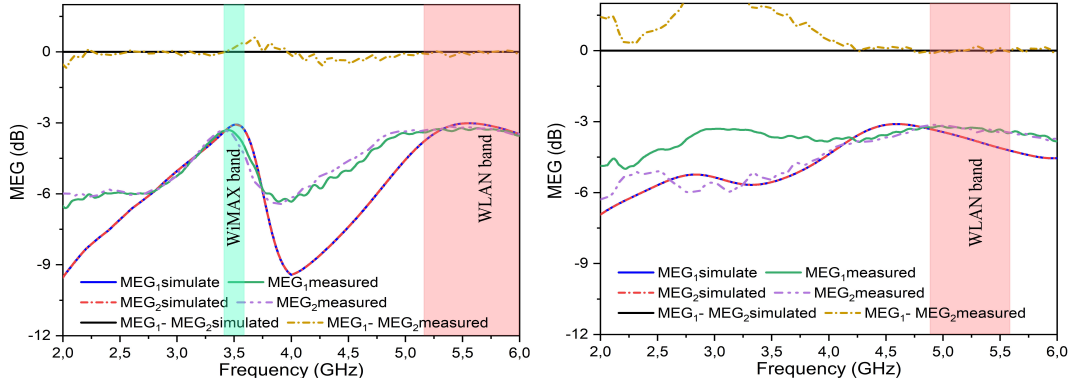 0
-3
-6
-9
-12
MEG (dB)
WiMAX band
WLAN band
MEG1simulate
MEG1measured
MEG2simulated
MEG2measured
MEG1- MEG2simulated
MEG1- MEG2measured
2,0 2,5 3,0 3,5 4,0 4,5 5,0 5,5 6,0
Frequency (GHz)
0
-3
-6
-9
-12
MEG (dB)
WLAN band
MEG1simulate
MEG1measured
MEG2simulated
MEG2measured
MEG1- MEG2simulated
MEG1- MEG2measured
2,0 2,5 3,0 3,5 4,0 4,5 5,0 5,5 6,0
Frequency (GHz)